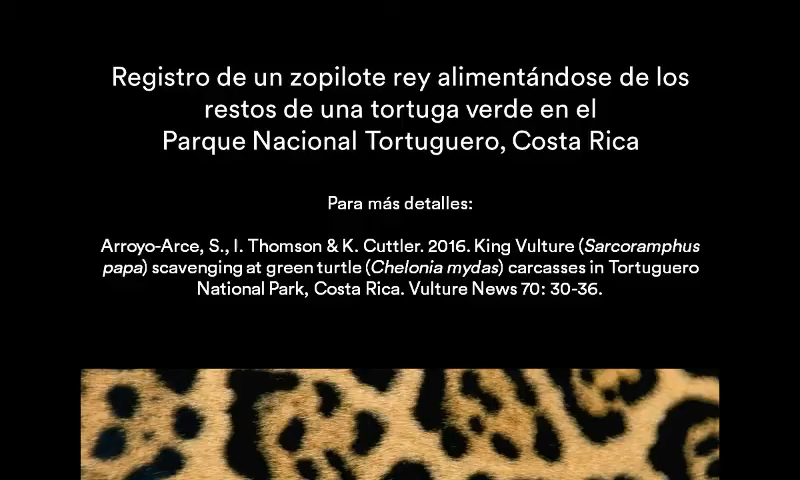 Registro de un zopilote rey alimentándose de los
restos de una tortuga verde en el
Parque Nacional Tortuguero, Costa Rica
Para más detalles:
Arroyo-Arce, S., I. Thomson & K. Cuttler. 2016. King Vulture (Sarcoramphus
papa) scavenging at green turtle (Chelonia mydas) carcasses in Tortuguero
National Park, Costa Rica. Vulture News 70: 30-36.